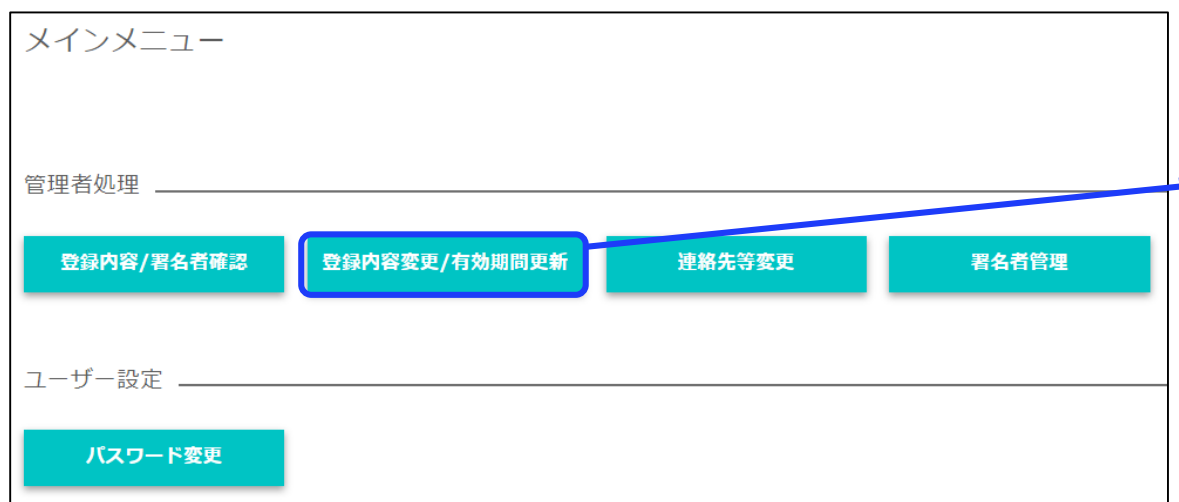 メインメニュー
管理者処理
登録内容/署名者確認 登録内容変更/有効期間更新 連絡先等変更 署名者管理
ユーザー設定
パスワード変更